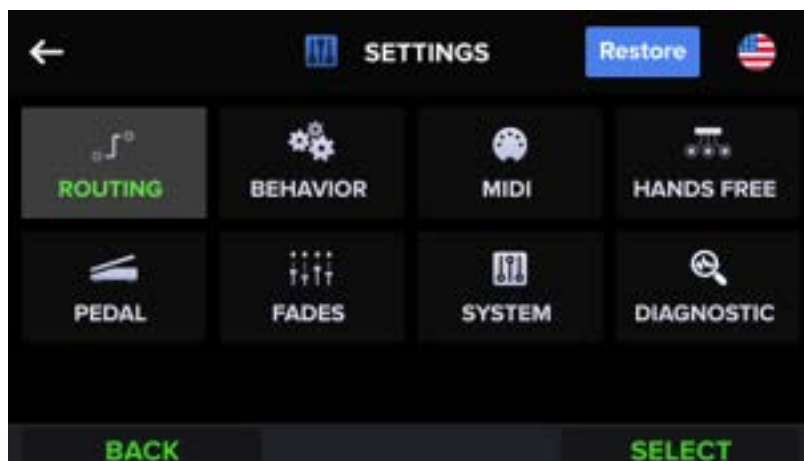 SETTINGS Restore
ROUTING BEHAVIOR MIDI HANDS FREE
PEDAL FADES SYSTEM DIAGNOSTIC
BACK SELECT